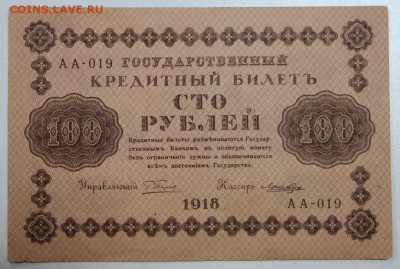 COINS.LAVE.RU
ГОСУДАРСТВЕННЫЙ
АА-019
КРЕДИТНЫЙ БИЛЕТЪ
СТО
РУБЛЕЙ
100 100
Кредитные билеты размѣниваются Государ-
ственнымъ Банкомъ на золотую монету
безъ ограниченія суммы и обезпечиваются
всѣмъ достояніемъ Государства.
Управляющій Кассиръ
1918
АА-019